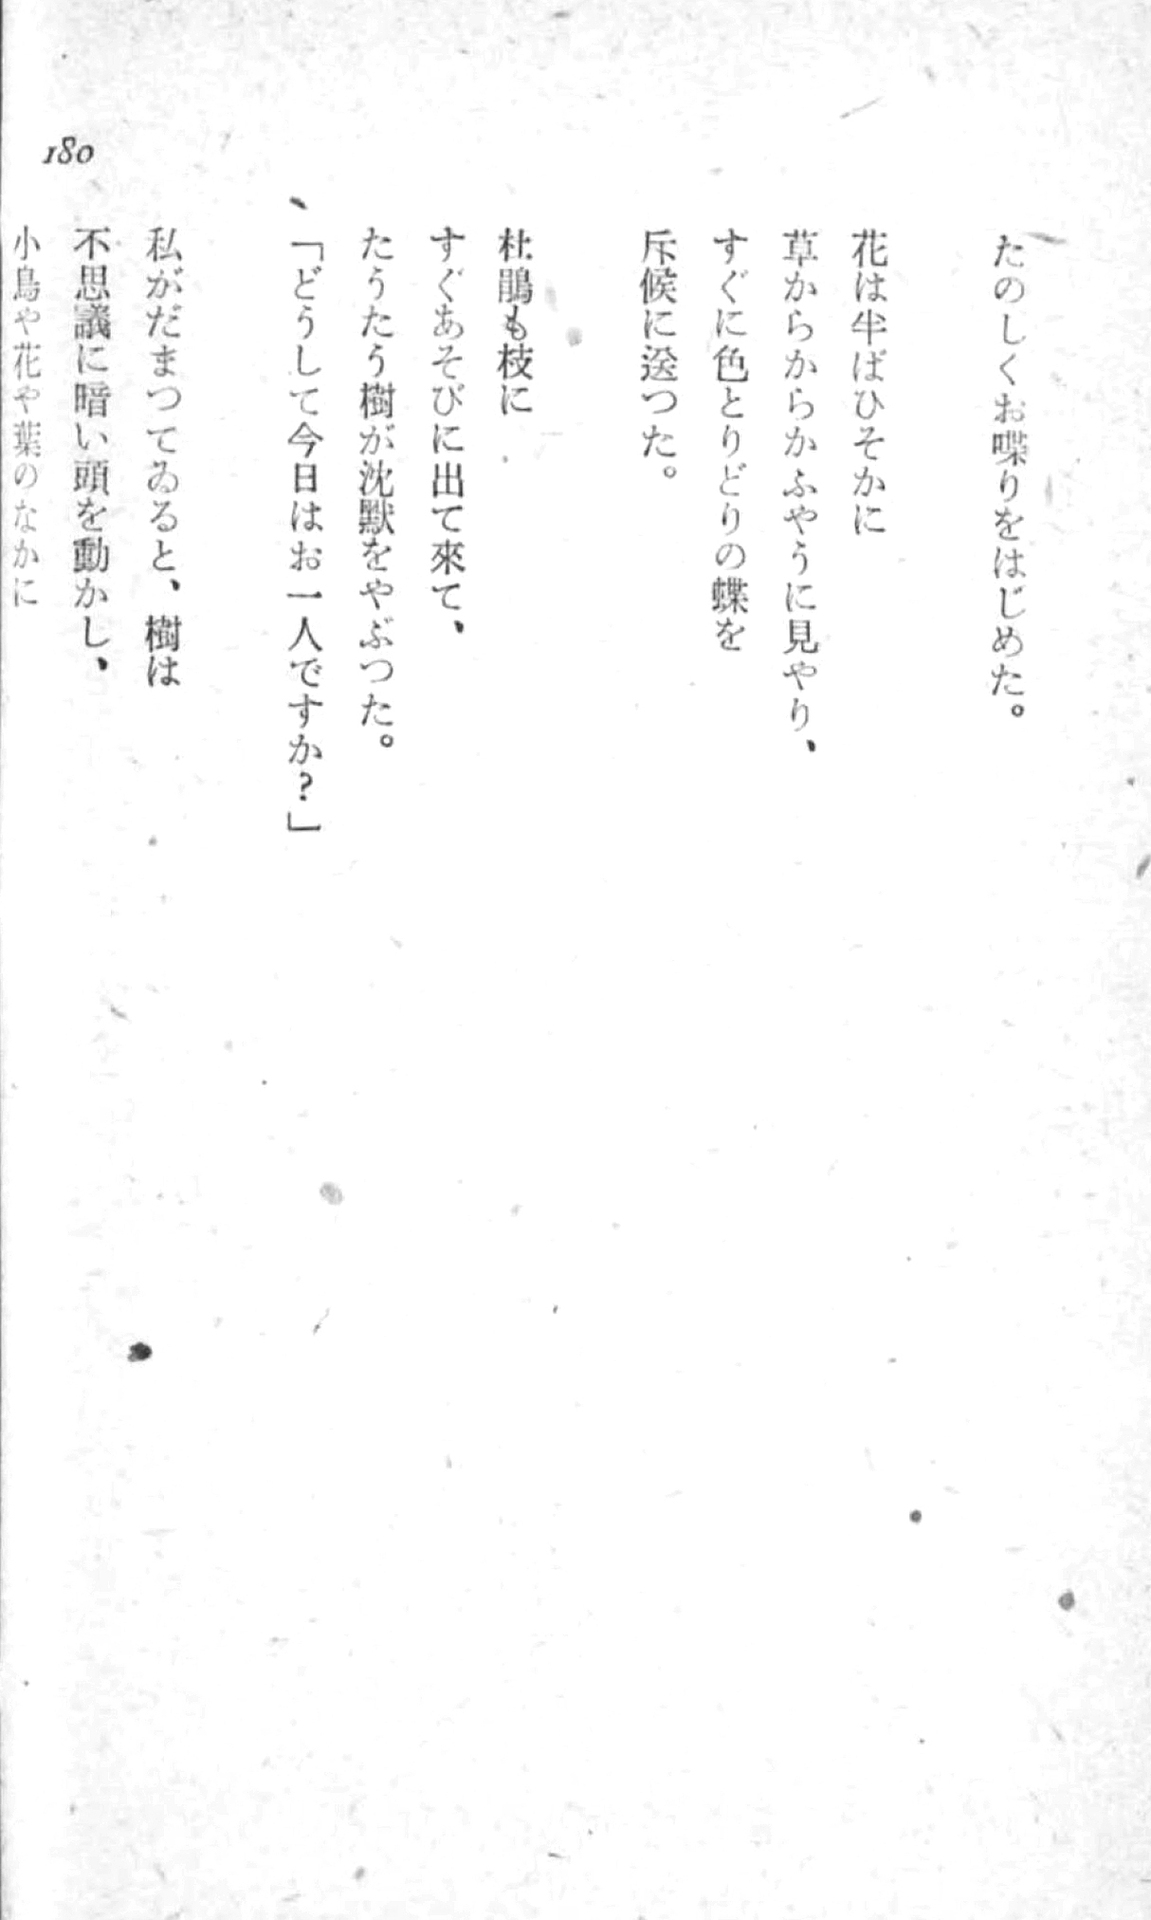 180
たのしくお喋りをはじめた。
花は半ばひそかに
草からからかふやうに見やり、
すぐに色とりどりの蝶を
斥候に送つた。
杜鵑も枝に
すぐあそびに出て來て、
たうたう樹が沈默をやぶつた。
「どうして今日はお一人ですか?」
私がだまつてゐると、樹は
不思議に暗い頭を動かし、
小鳥や花や葉のなかに